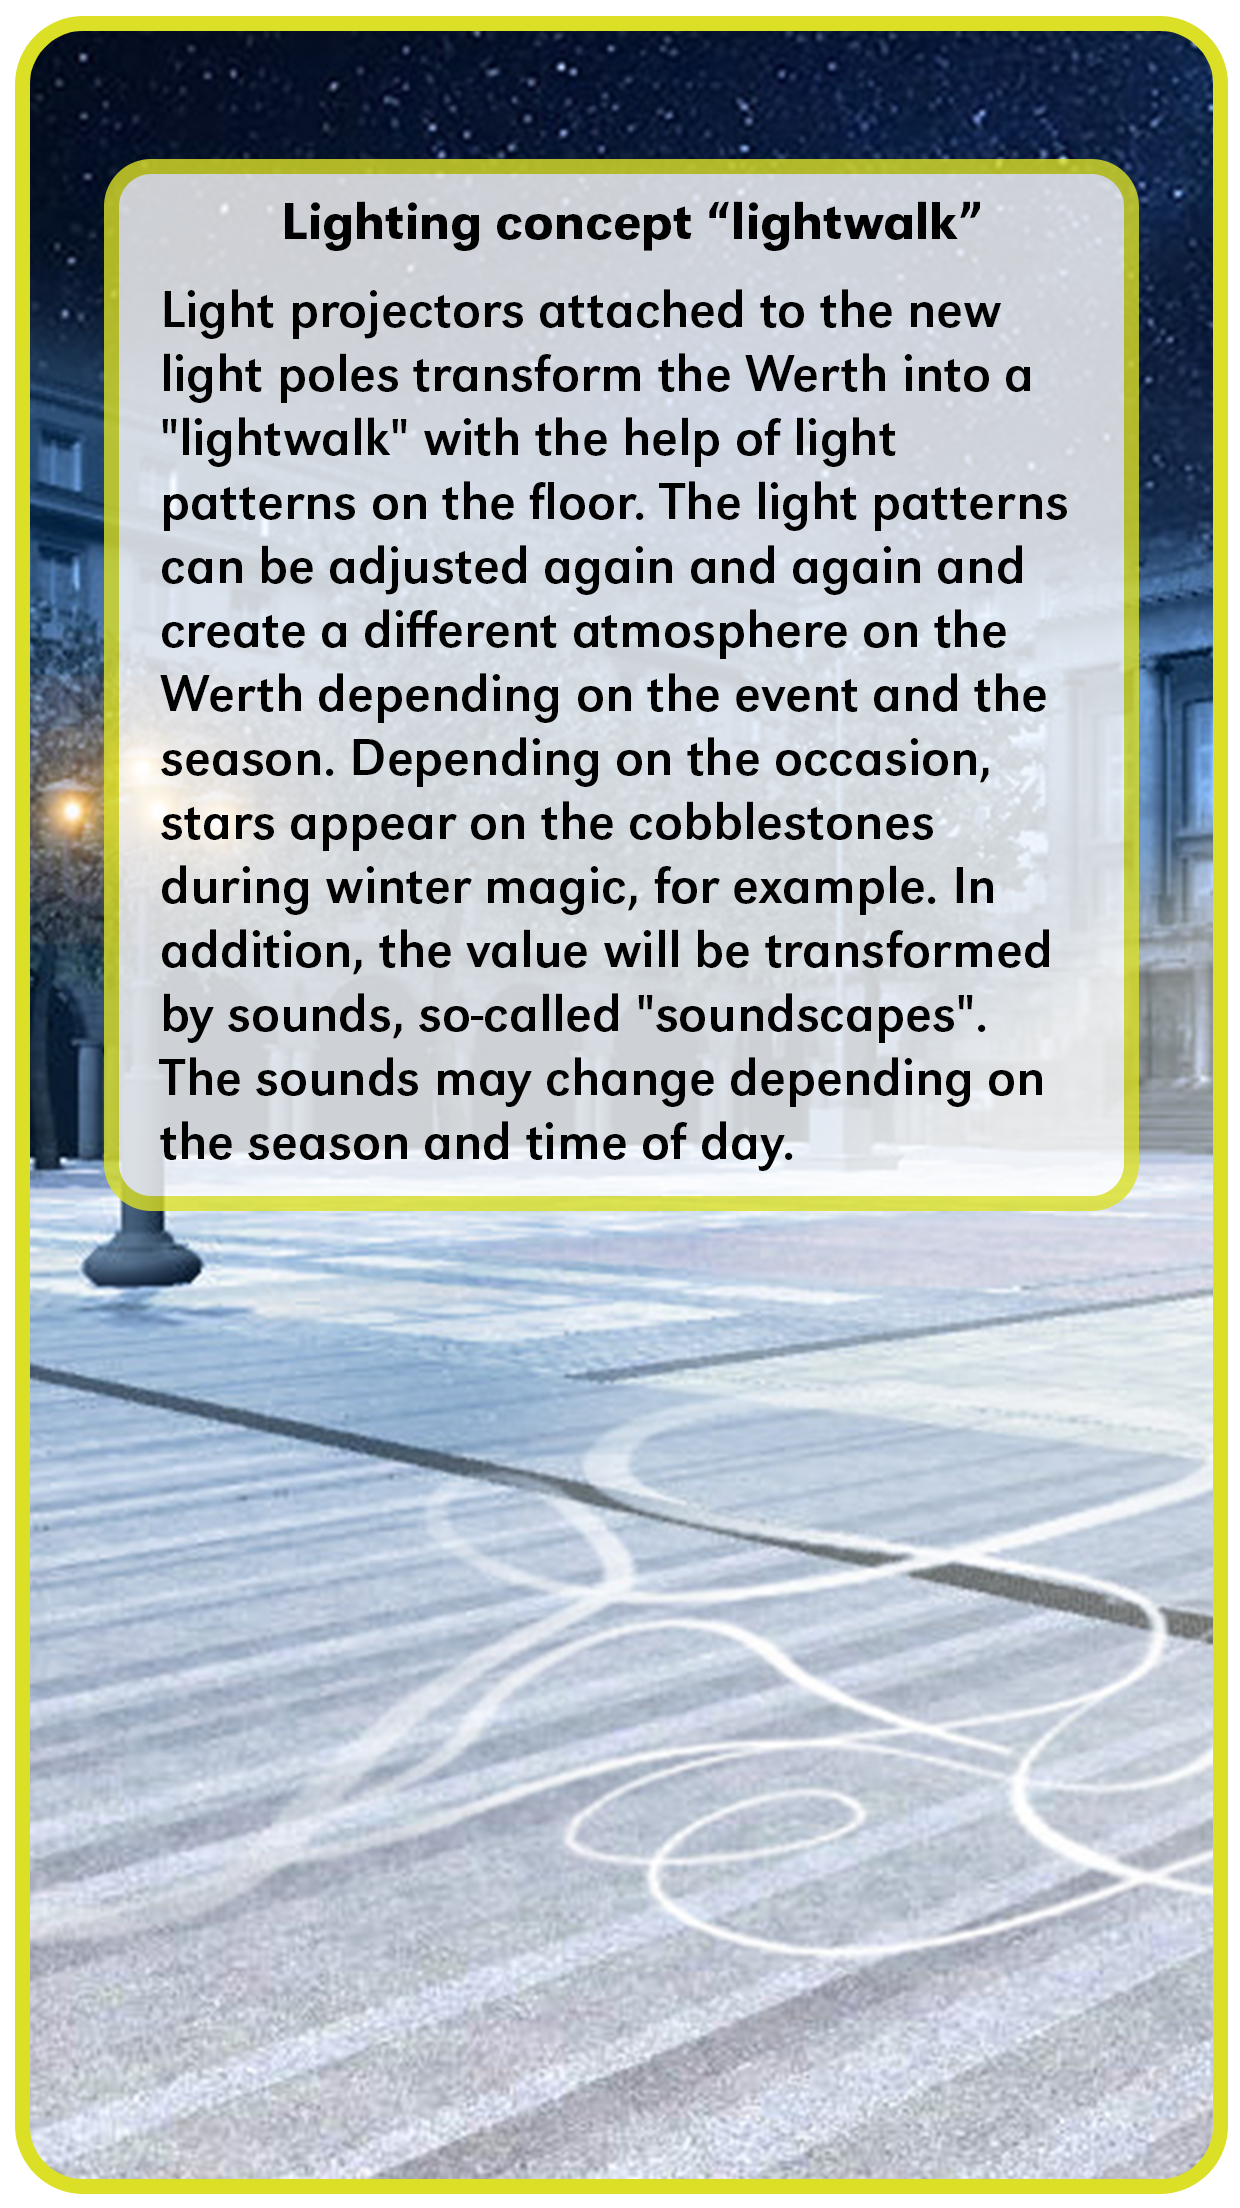 Lighting concept “lightwalk”
Light projectors attached to the new
light poles transform the Werth into a
"lightwalk" with the help of light
patterns on the floor. The light patterns
can be adjusted again and again and
create a different atmosphere on the
Werth depending on the event and the
season. Depending on the occasion,
stars appear on the cobblestones
during winter magic, for example. In
addition, the value will be transformed
by sounds, so-called "soundscapes".
The sounds may change depending on
the season and time of day.